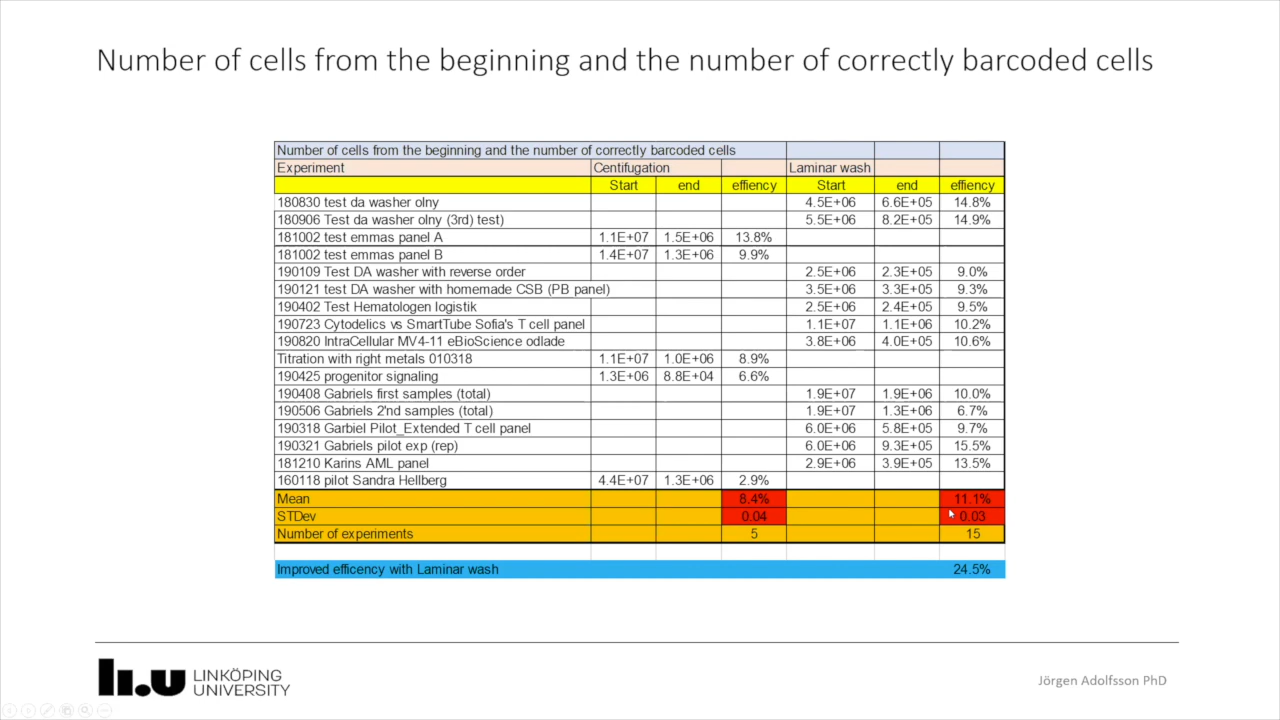 Number of cells from the beginning and the number of correctly barcoded cells
Number of cells from the beginning and the number of correctly barcoded cells
Experiment Centifugation Laminar wash
Start end effiency Start end effiency
180830 test da washer olny 4.5E+06 6.6E+05 14.8%
180906 Test da washer olny (3rd) test) 5.5E+06 8.2E+05 14.9%
181002 test emmas panel A 1.1E+07 1.5E+06 13.8%
181002 test emmas panel B 1.4E+07 1.3E+06 9.9%
190109 Test DA washer with reverse order 2.5E+06 2.3E+05 9.0%
190121 test DA washer with homemade CSB (PB panel) 3.5E+06 3.3E+05 9.3%
190402 Test Hematologen logistik 2.5E+06 2.4E+05 9.5%
190723 Cytodelics vs SmartTube Sofia's T cell panel 1.1E+07 1.1E+06 10.2%
190820 IntraCellular MV4-11 eBioScience odlade 3.8E+06 4.0E+05 10.6%
Titration with right metals 010318 1.1E+07 1.0E+06 8.9%
190425 progenitor signaling 1.3E+06 8.8E+04 6.6%
190408 Gabriels first samples (total) 1.9E+07 1.9E+06 10.0%
190506 Gabriels 2'nd samples (total) 1.9E+07 1.3E+06 6.7%
190318 Garbiel Pilot_Extended T cell panel 6.0E+06 5.8E+05 9.7%
190321 Gabriels pilot exp (rep) 6.0E+06 9.3E+05 15.5%
181210 Karins AML panel 2.9E+06 3.9E+05 13.5%
160118 pilot Sandra Hellberg 4.4E+07 1.3E+06 2.9%
Mean 8.4% 11.1%
STDev 0.04 0.03
Number of experiments 5 15
Improved efficency with Laminar wash 24.5%
li.u LINKÖPING
UNIVERSITY
Jörgen Adolfsson PhD